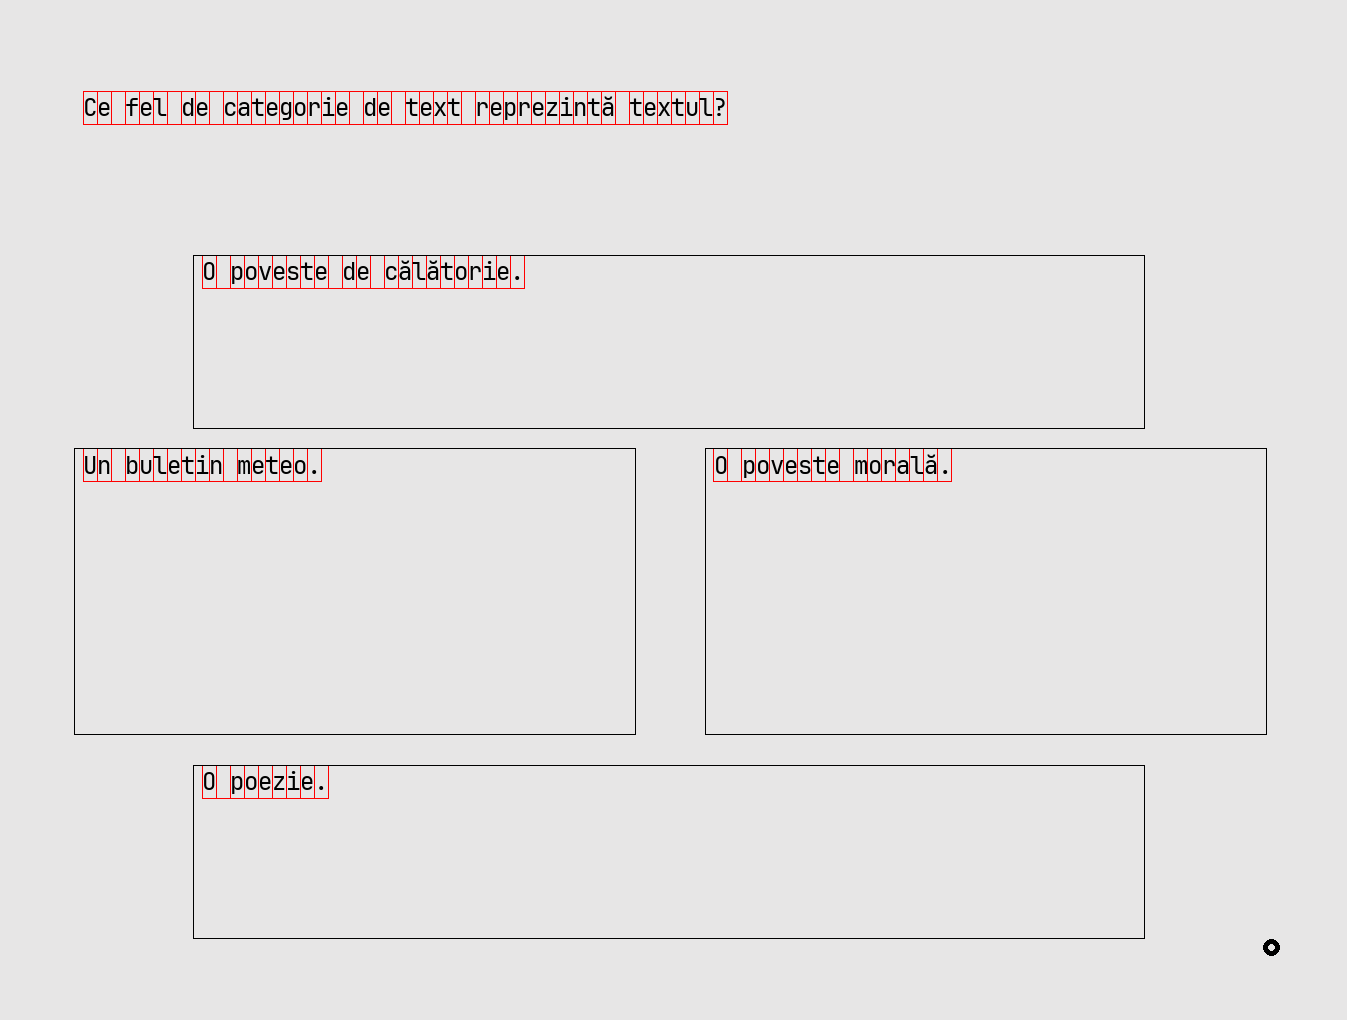 Ce fel de categorie de text reprezintă textul?
O poveste de călătorie.
Un buletin meteo.
O poveste morală.
O poezie.